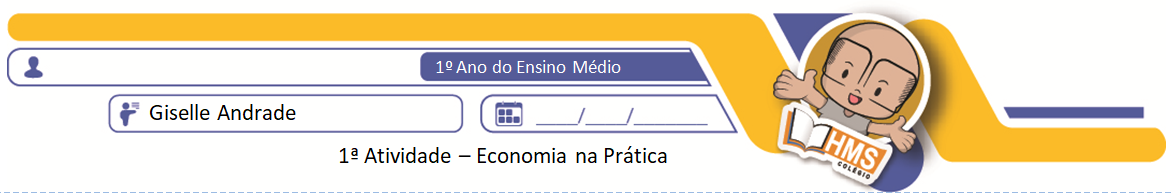 1º Ano do Ensino Médio
Giselle Andrade
____/____/_______
1ª Atividade – Economia na Prática
HMS
COLÉGIO